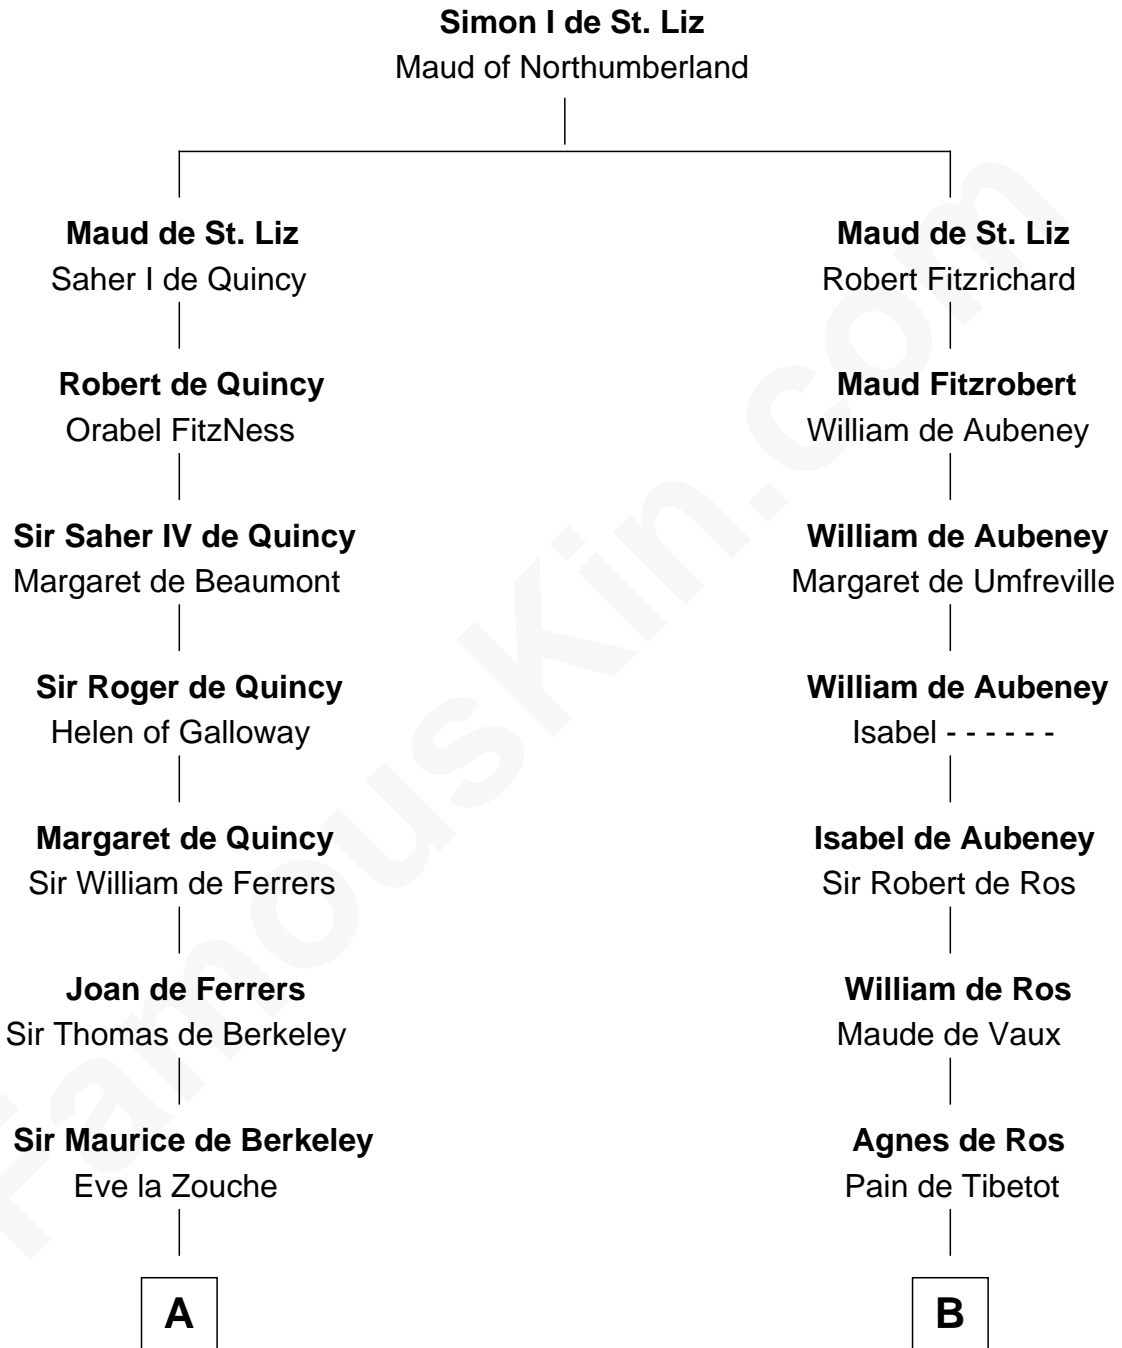 Simon I de St. Liz
Maud of Northumberland
Maud de St. Liz
Saher I de Quincy
Maud de St. Liz
Robert Fitzrichard
Robert de Quincy
Orabel FitzNess
Maud Fitzrobert
William de Aubeney
Sir Saher IV de Quincy
Margaret de Beaumont
William de Aubeney
Margaret de Umfreville
Sir Roger de Quincy
Helen of Galloway
William de Aubeney
Isabel - - - - - -
Margaret de Quincy
Sir William de Ferrers
Isabel de Aubeney
Sir Robert de Ros
Joan de Ferrers
Sir Thomas de Berkeley
William de Ros
Maude de Vaux
Sir Maurice de Berkeley
Eve la Zouche
Agnes de Ros
Pain de Tibetot
A
B
FamousKin.com